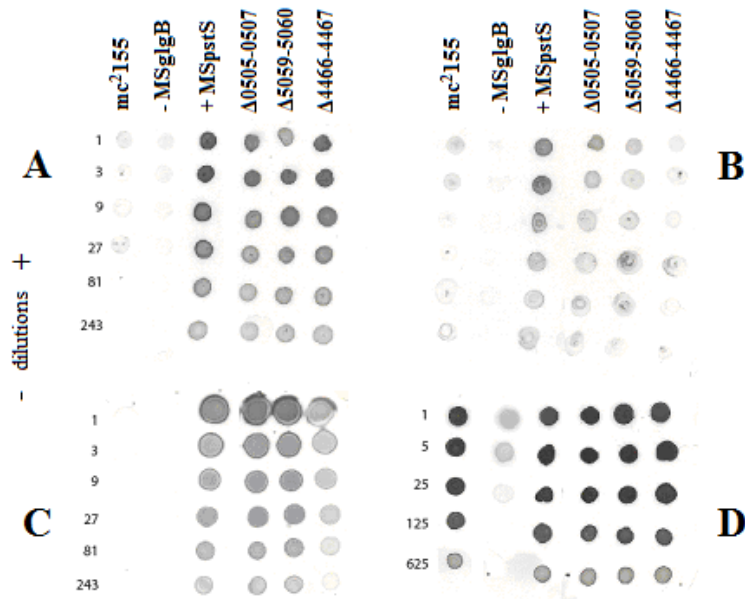 mc²155
- MSglgB
+ MSpstS
Δ0505-0507
Δ5059-5060
Δ4466-4467
mc²155
- MSglgB
+ MSpstS
Δ0505-0507
Δ5059-5060
Δ4466-4467
A
1
3
9
27
81
243
B
- dilutions +
C
1
3
9
27
81
243
1
5
25
125
625
D